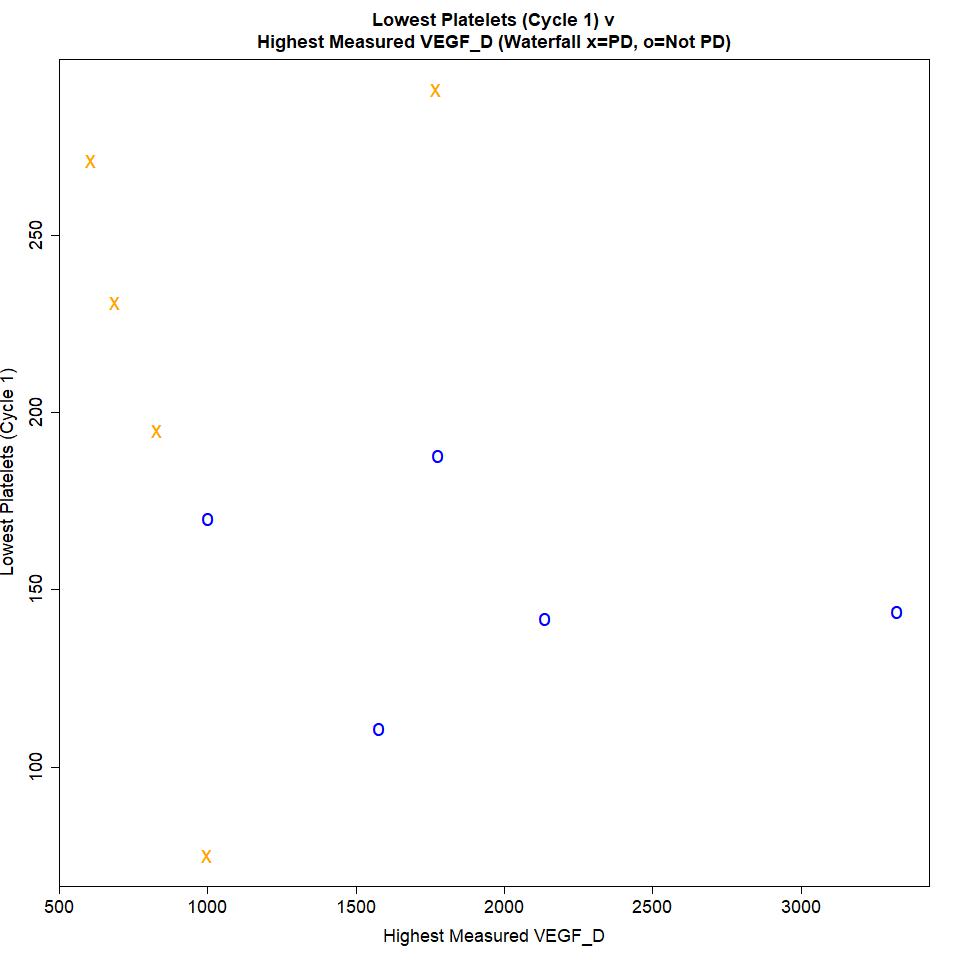 Lowest Platelets (Cycle 1) v
Highest Measured VEGF_D (Waterfall x=PD, o=Not PD)
Lowest Platelets (Cycle 1)
250
200
150
100
x
x
x
x
o
o
o
o
o
x
500
1000
1500
2000
2500
3000
Highest Measured VEGF_D